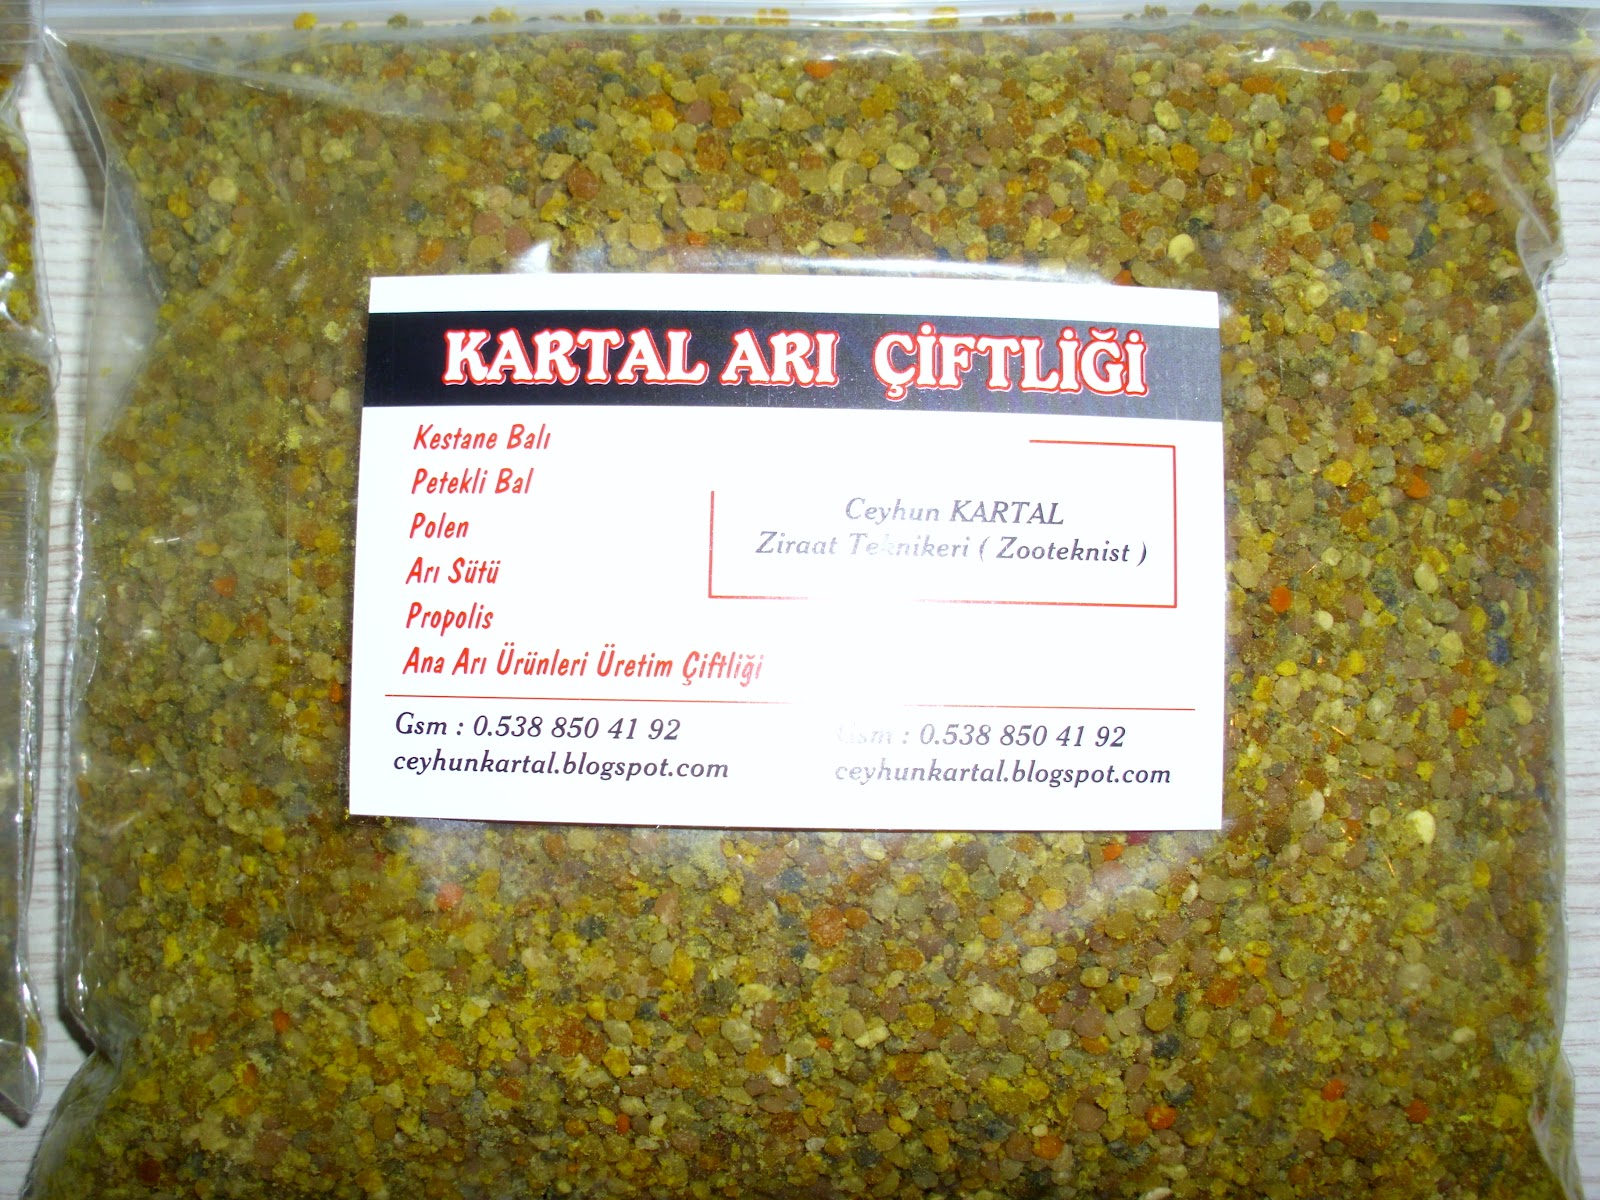 KARTAL ARI ÇİFTLİĞİ
Kestane Balı
Petekli Bal
Polen
Arı Sütü
Propolis
Ana Arı Ürünleri Üretim Çiftliği
Ceyhun KARTAL
Ziraat Teknikeri ( Zooteknist )
Gsm : 0.538 850 41 92
ceyhunkartal.blogspot.com
Gsm : 0.538 850 41 92
ceyhunkartal.blogspot.com